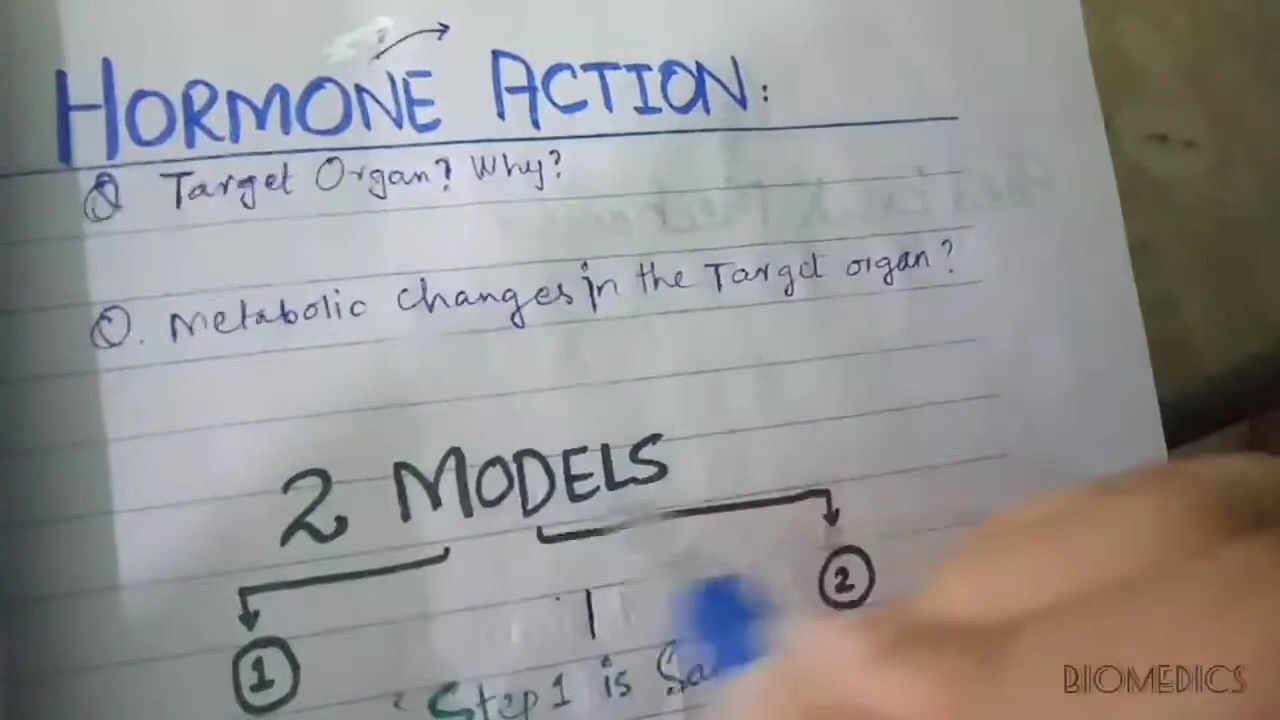 HORMONE ACTION:
Q Target Organ? Why?
Q. Metabolic changes in the Target organ?
2 MODELS
1
2
Step 1 is
BIOMEDICS